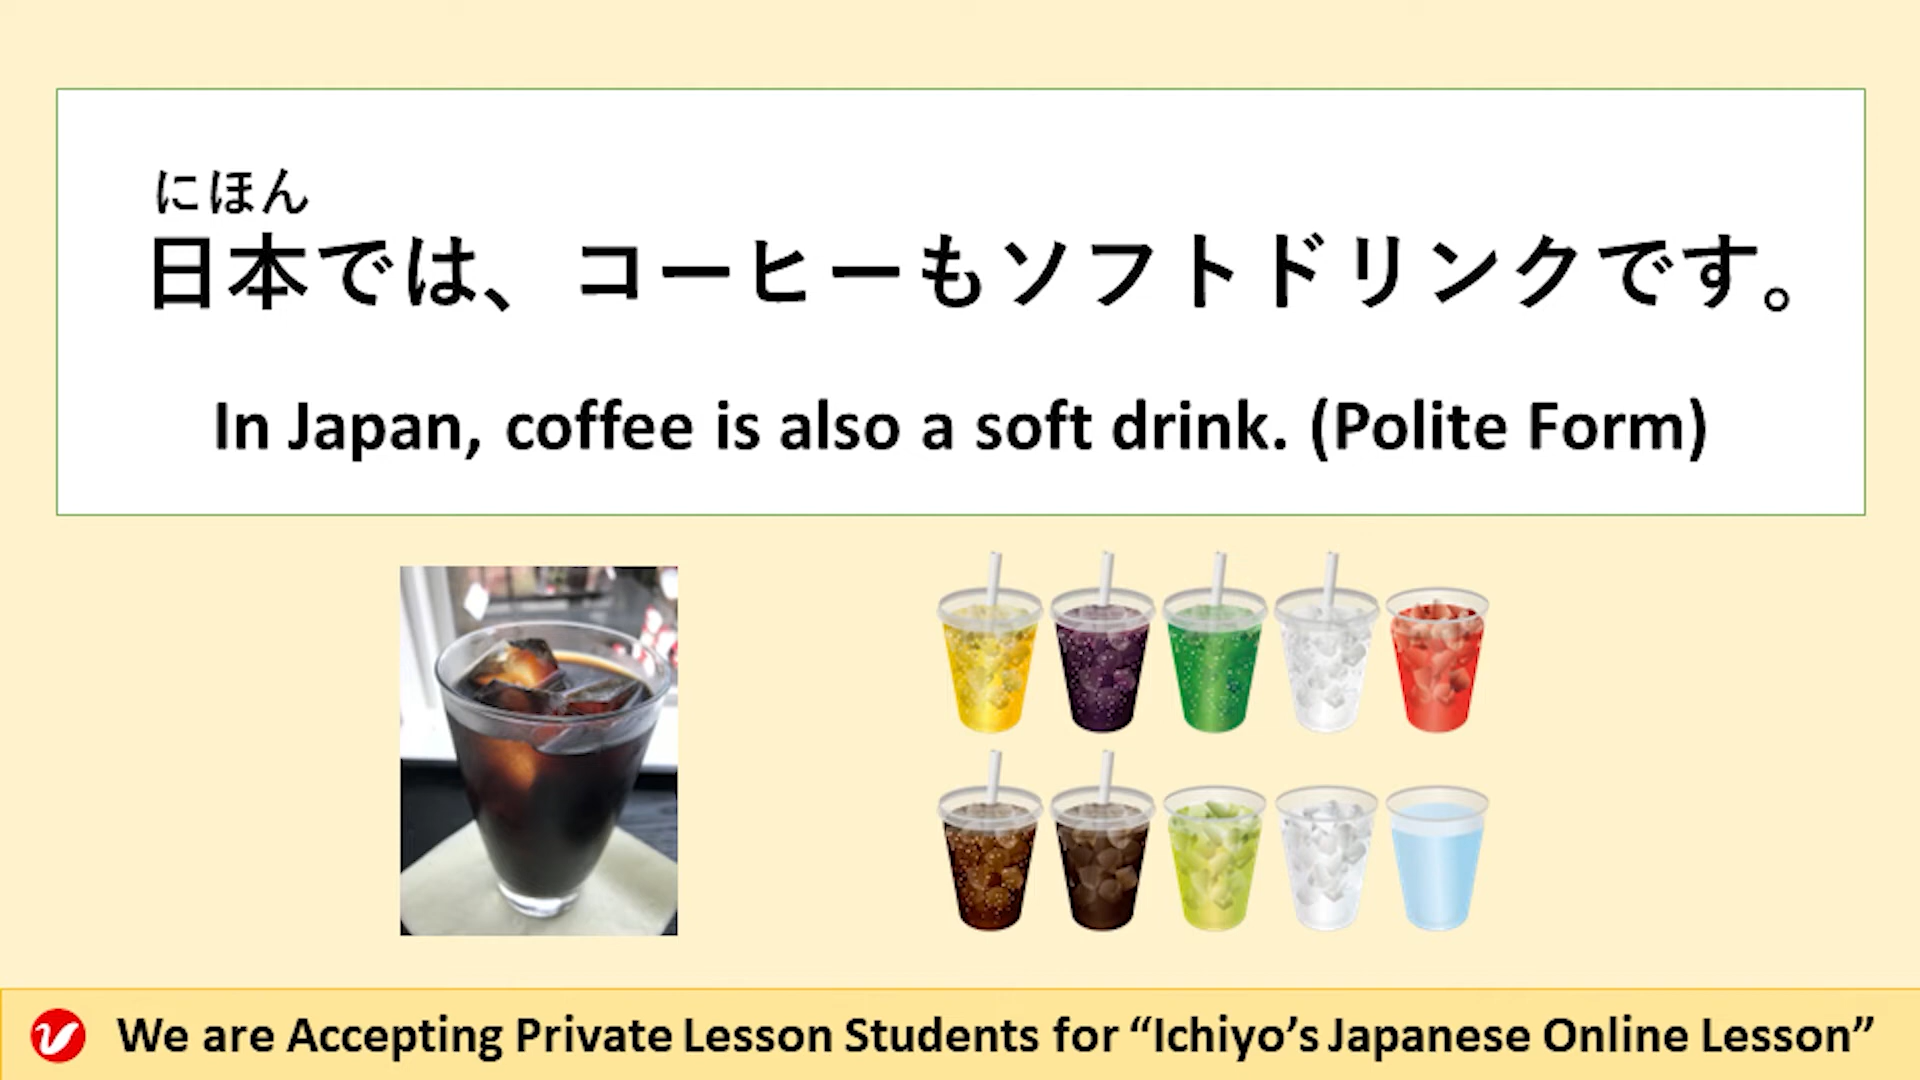 にほん
日本では、コーヒーもソフトドリンクです。
In Japan, coffee is also a soft drink. (Polite Form)
We are Accepting Private Lesson Students for “Ichiyo’s Japanese Online Lesson”